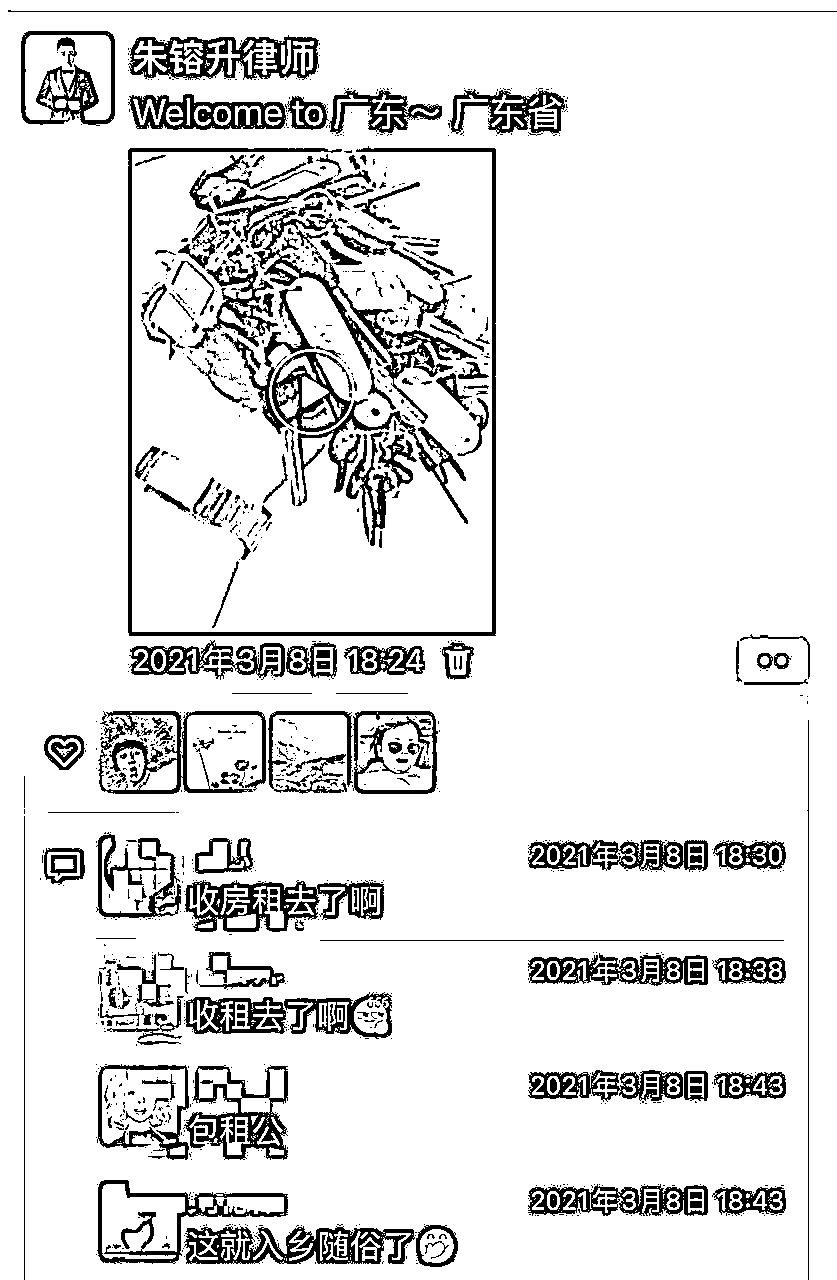 朱镕升律师
Welcome to 广东～ 广东省
2021年3月8日 18:24
2021年3月8日 18:30
收房租去了啊
2021年3月8日 18:38
收租去了啊
2021年3月8日 18:43
包租公
2021年3月8日 18:43
这就入乡随俗了